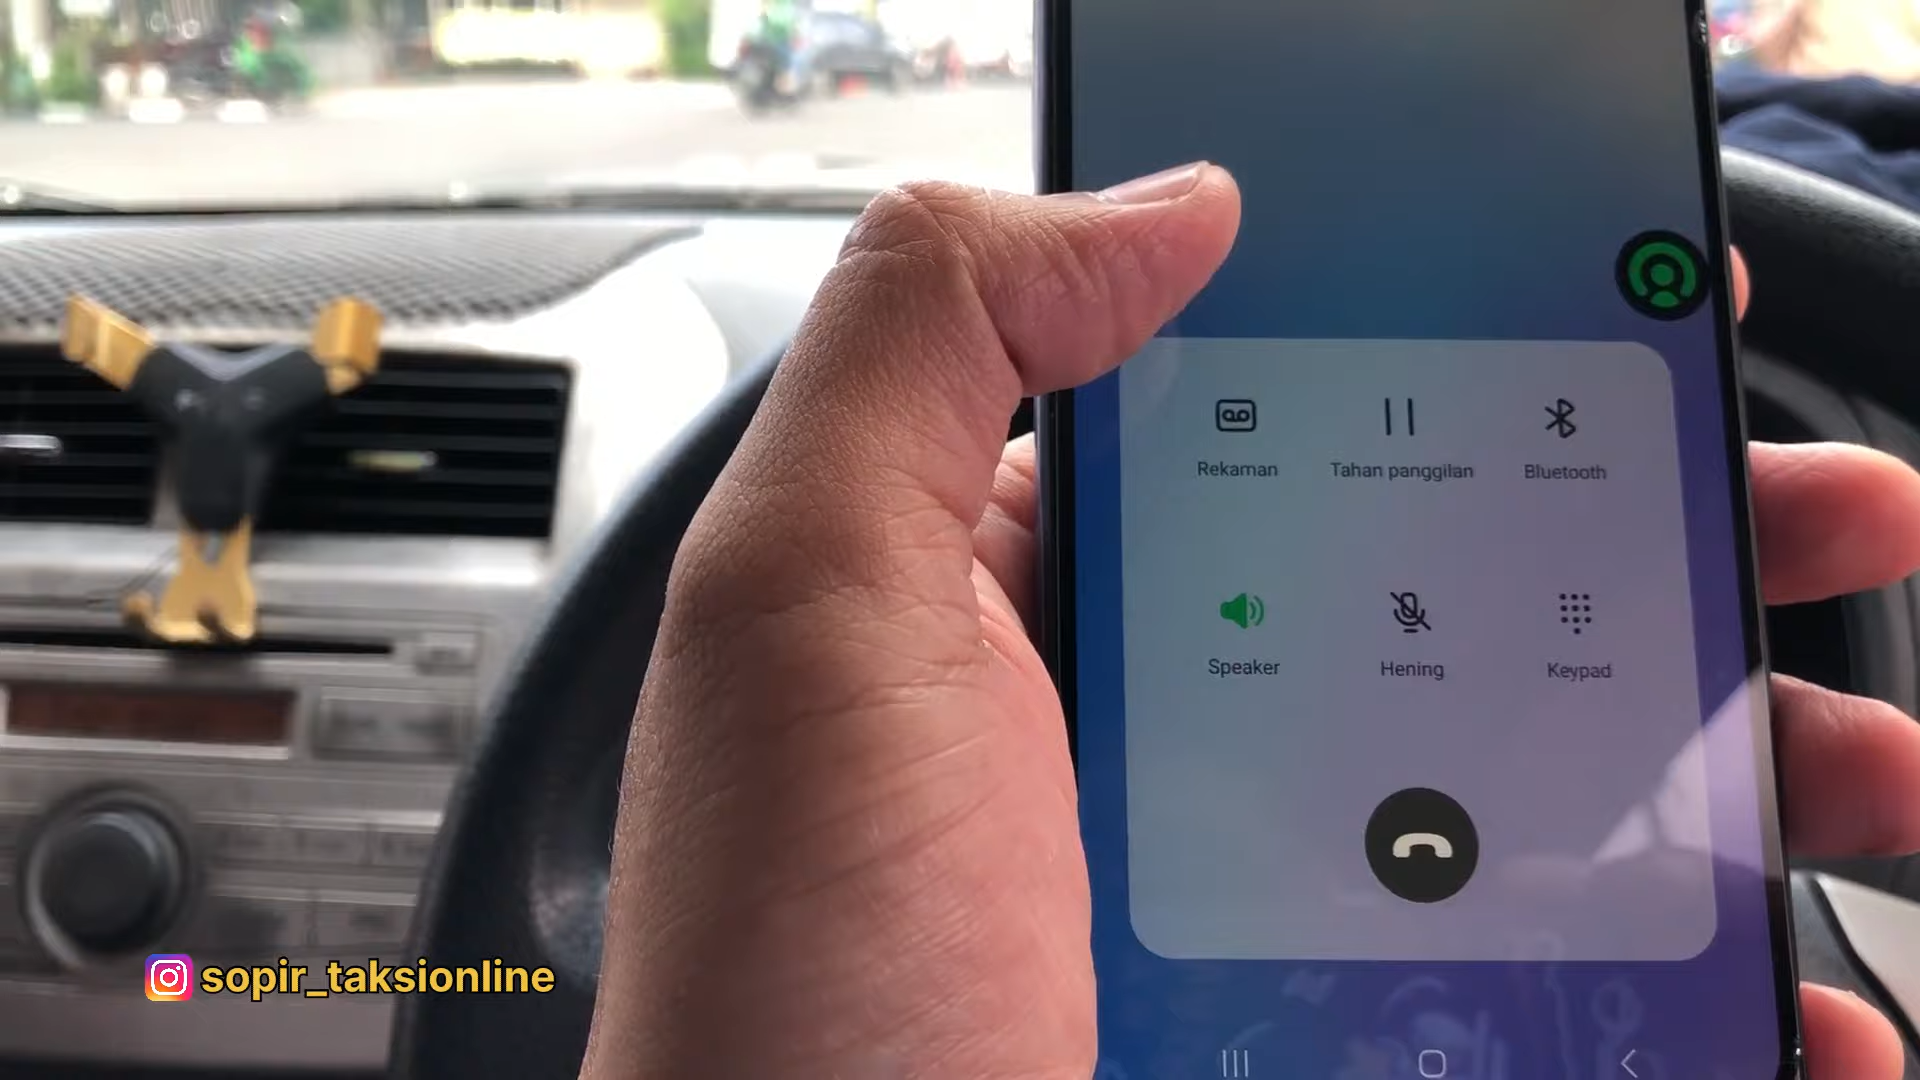 Rekaman
Tahan panggilan
Bluetooth
Speaker
Hening
Keypad
sopir_taksionline